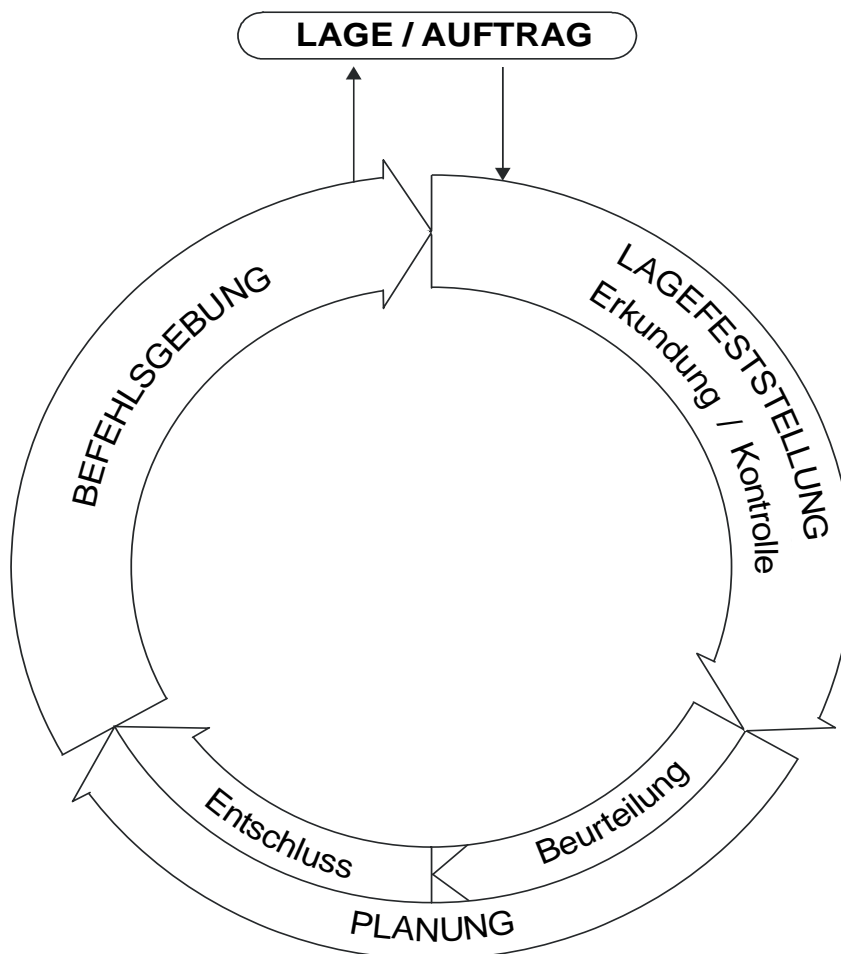 LAGE / AUFTRAG
LAGEFESTSTELLUNG
Erkundung / Kontrolle
Beurteilung
Entschluss
PLANUNG
BEFEHLSGEBUNG